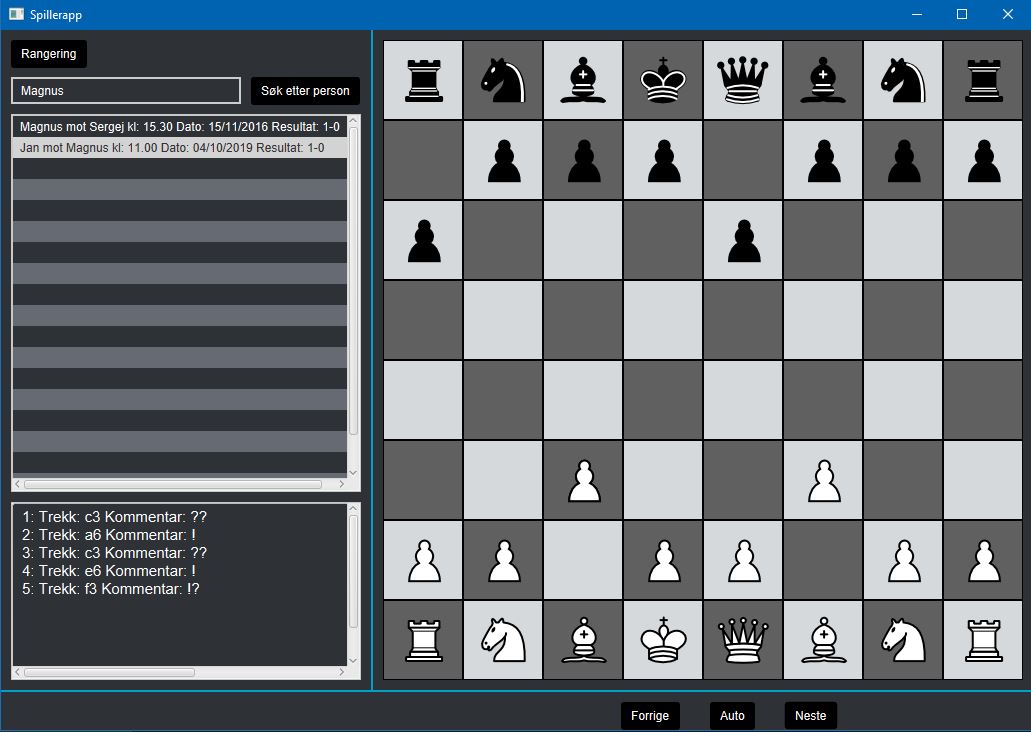 Spillerapp
Rangering
Magnus
Søk etter person
Magnus mot Sergej kl: 15.30 Dato: 15/11/2016 Resultat: 1-0
Jan mot Magnus kl: 11.00 Dato: 04/10/2019 Resultat: 1-0
1: Trekk: c3 Kommentar: ??
2: Trekk: a6 Kommentar: !
3: Trekk: c3 Kommentar: ??
4: Trekk: e6 Kommentar: !
5: Trekk: f3 Kommentar: !?
Forrige
Auto
Neste